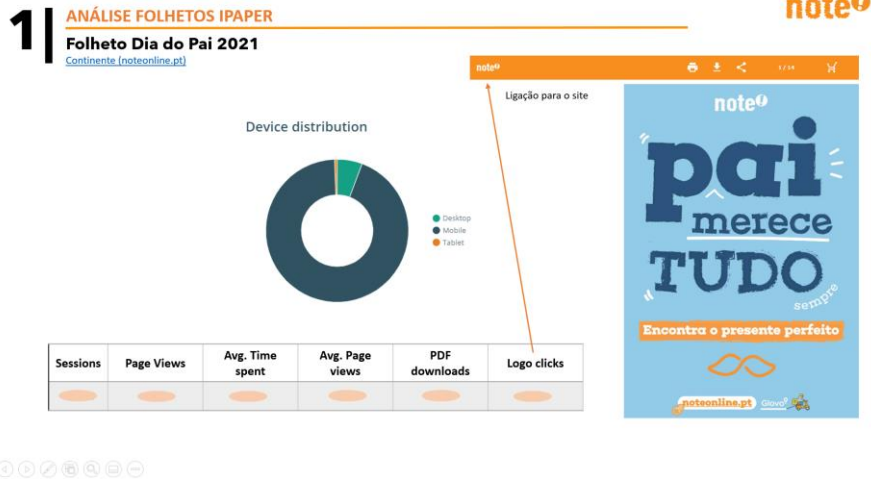 1
ANÁLISE FOLHETOS IPAPER
note!
Folheto Dia do Pai 2021
Continente (noteonline.pt)
note!
1 / 14
Ligação para o site
Device distribution
Desktop
Mobile
Tablet
note!
"pai
merece
TUDO"
sempre
Encontra o presente perfeito
noteonline.pt
Glovo
Sessions
Page Views
Avg. Time
spent
Avg. Page
views
PDF
downloads
Logo clicks